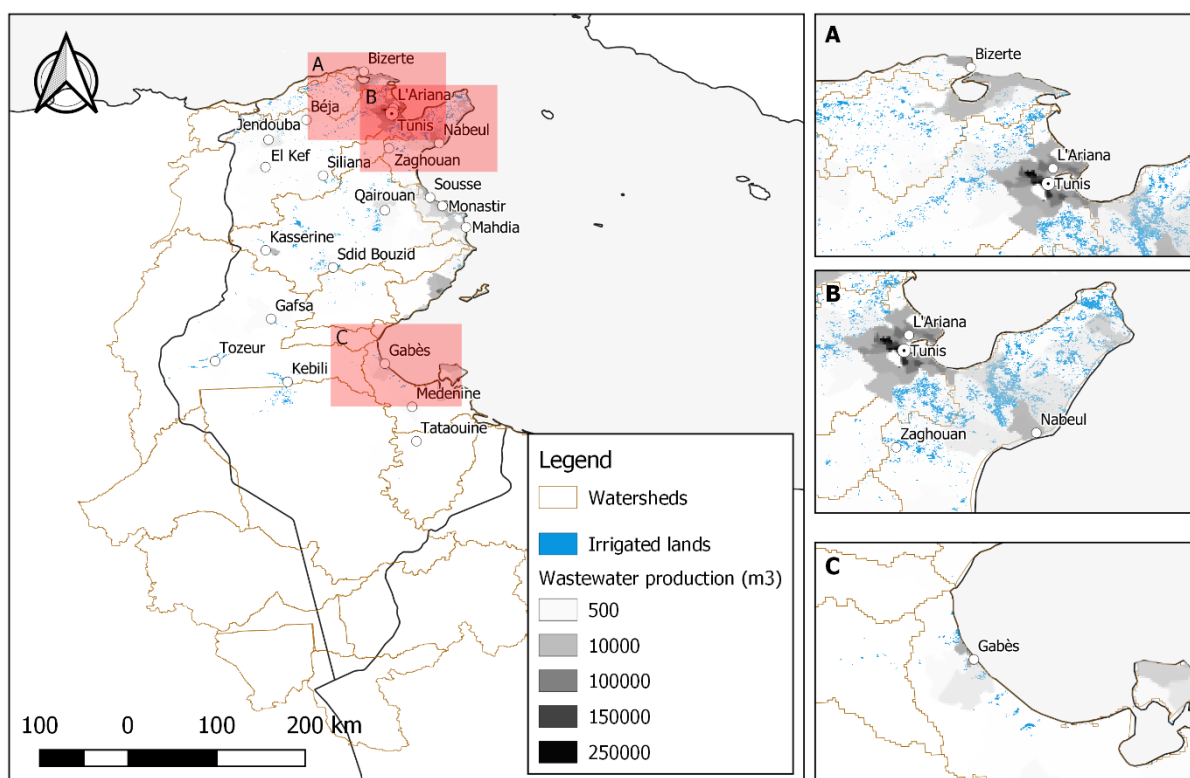 A
Bizerte
B
L'Ariana
Béja
Tunis
Jendouba
Nabeul
El Kef
Siliana
Zaghouan
Sousse
Qairouan
Monastir
Mahdia
Kasserine
Sdid Bouzid
Gafsa
C
Tozeur
Gabès
Kebili
Medenine
Tataouine
Legend
Watersheds
Irrigated lands
Wastewater production (m3)
500
10000
100000
150000
250000
100 0 100 200 km
A
Bizerte
L'Ariana
Tunis
B
L'Ariana
Tunis
Zaghouan
Nabeul
C
Gabès